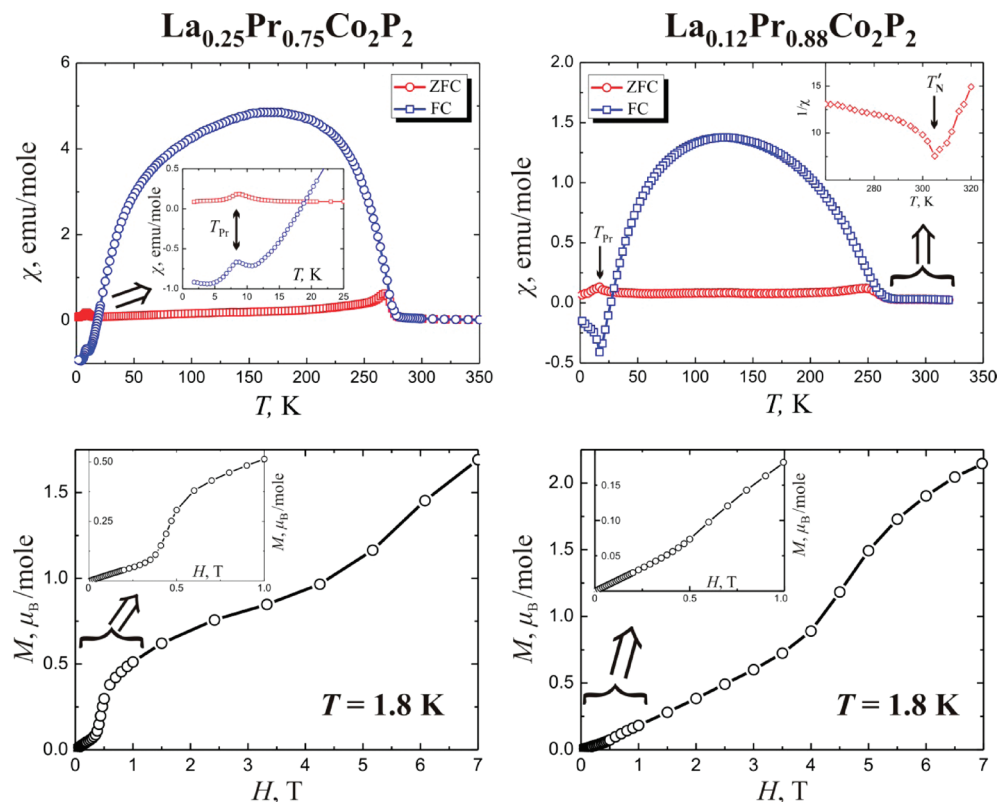 La0.25Pr0.75Co2P2
6
4
2
0
χ, emu/mole
ZFC
FC
0.5
0.0
-0.5
-1.0
χ, emu/mole
TPr
T, K
0 5 10 15 20 25
0 50 100 150 200 250 300 350
T, K
La0.12Pr0.88Co2P2
2.0
1.5
1.0
0.5
0.0
-0.5
χ, emu/mole
ZFC
FC
TPr
15
10
1/χ
T′N
280 300 320
T, K
0 50 100 150 200 250 300 350
T, K
1.5
1.0
0.5
0.0
M, μB/mole
0.50
0.25
M, μB/mole
0.5 1.0
H, T
T = 1.8 K
0 1 2 3 4 5 6 7
H, T
2.5
2.0
1.5
1.0
0.5
0.0
M, μB/mole
0.15
0.10
0.05
M, μB/mole
0.5 1.0
H, T
T = 1.8 K
0 1 2 3 4 5 6 7
H, T